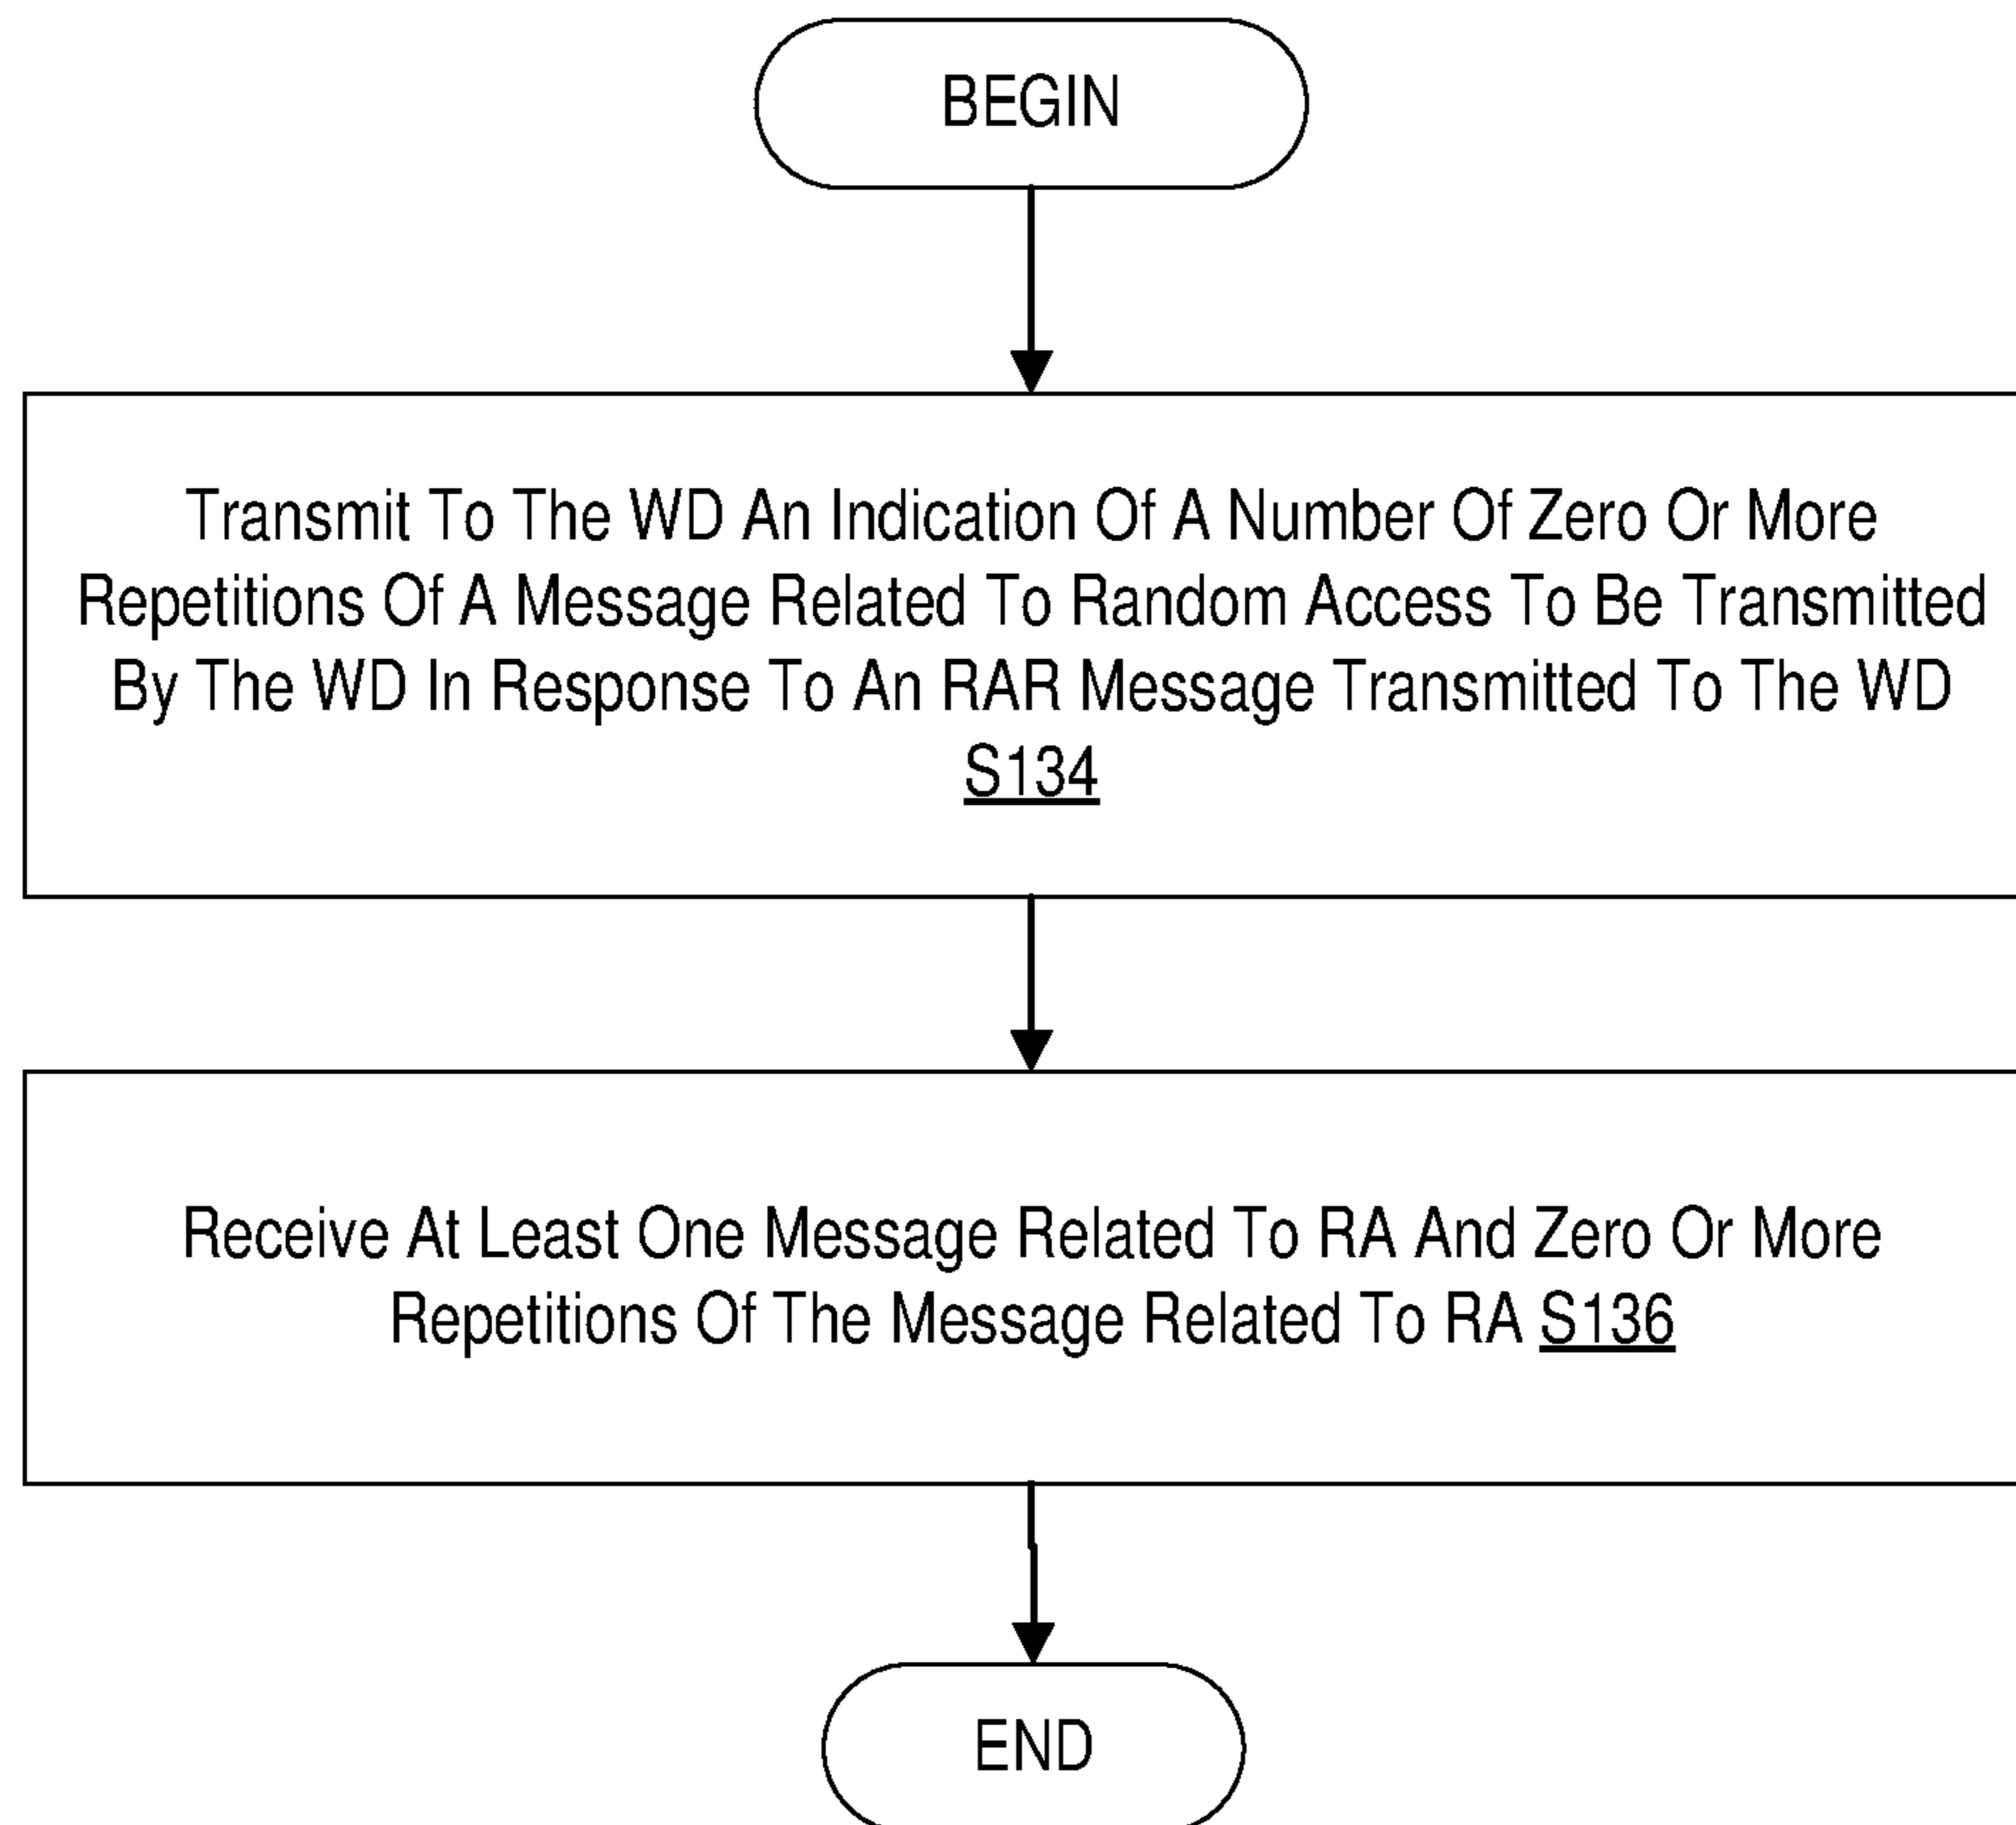 BEGIN
Transmit To The WD An Indication Of A Number Of Zero Or More
Repetitions Of A Message Related To Random Access To Be Transmitted
By The WD In Response To An RAR Message Transmitted To The WD
S134
Receive At Least One Message Related To RA And Zero Or More
Repetitions Of The Message Related To RA S136
END